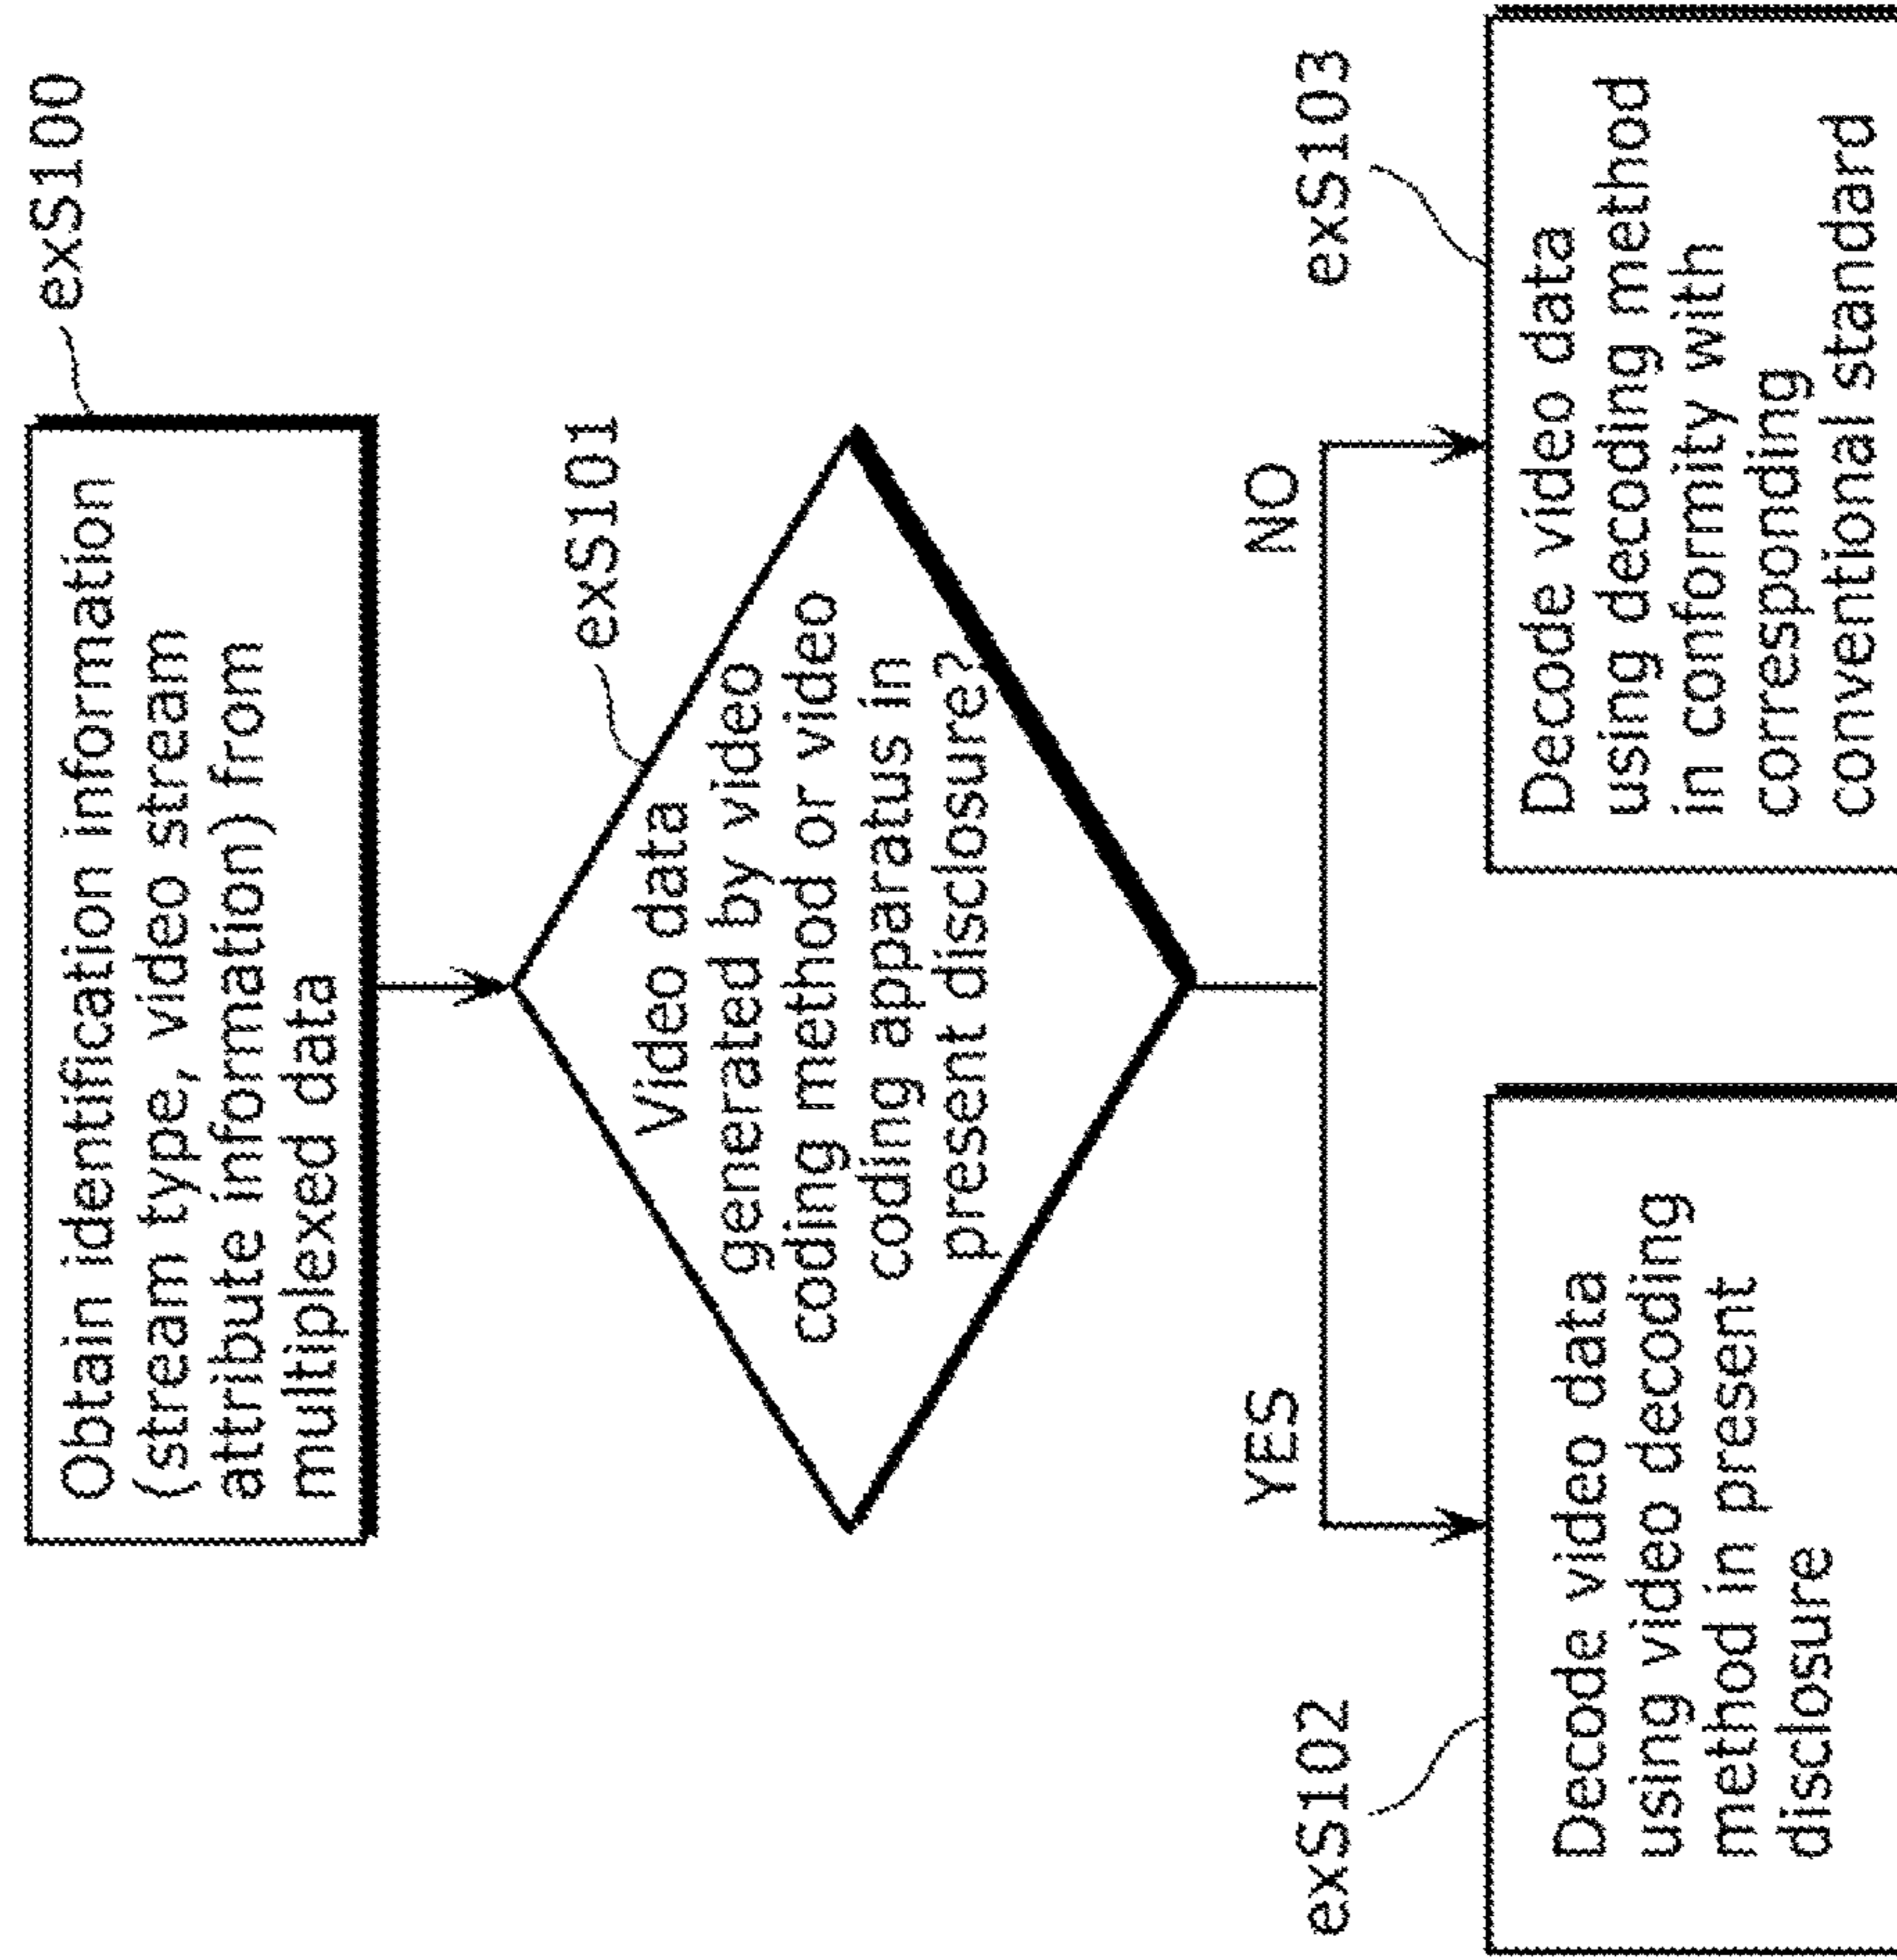 exS100
Obtain identification information
(stream type, video stream
attribute information) from
multiplexed data
exS101
Video data
generated by video
coding method or video
coding apparatus in
present disclosure?
YES
NO
exS102
Decode video data
using video decoding
method in present
disclosure
exS103
Decode video data
using decoding method
in conformity with
corresponding
conventional standard